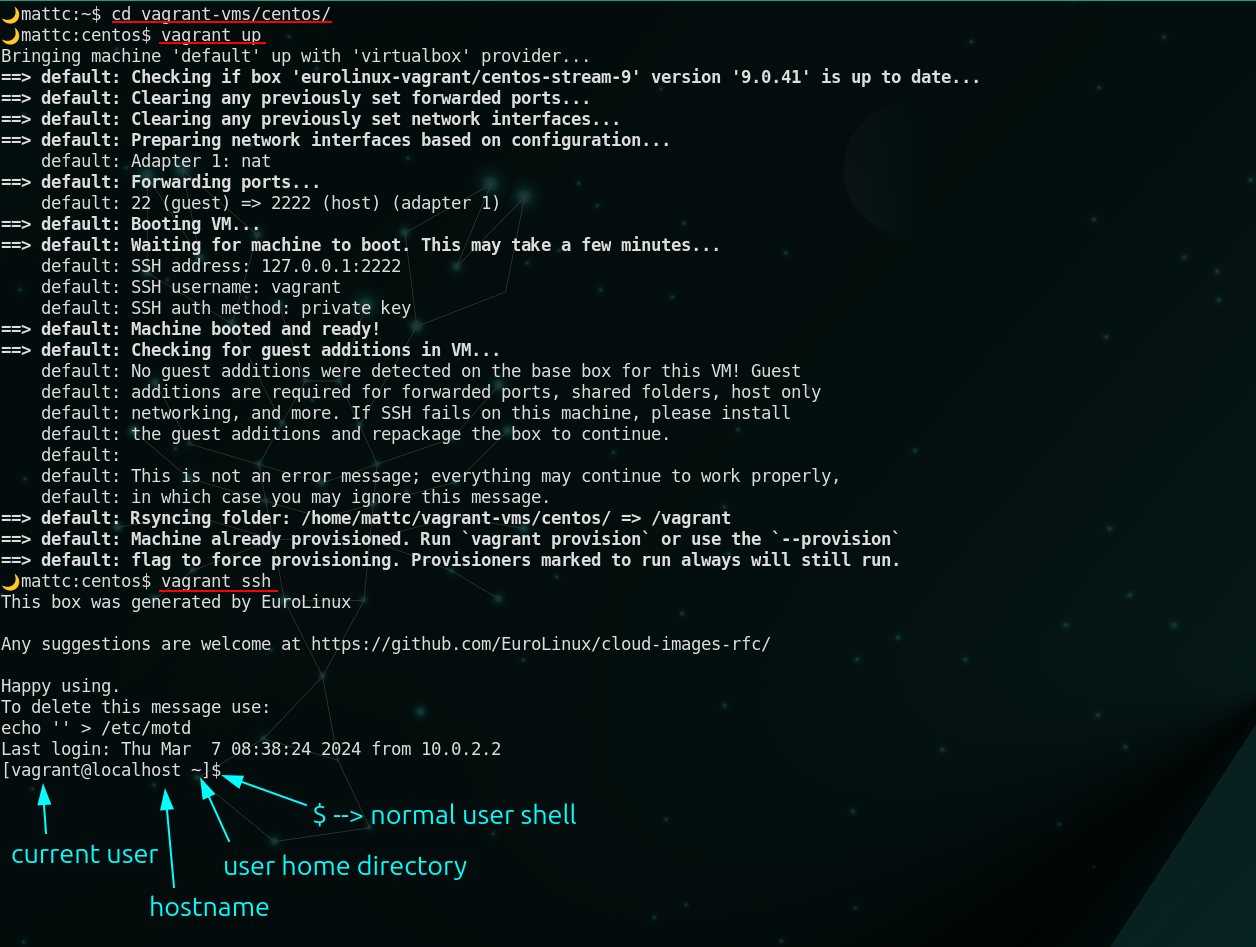 🌙mattc:~$ cd vagrant-vms/centos/
🌙mattc:centos$ vagrant up
Bringing machine 'default' up with 'virtualbox' provider...
==> default: Checking if box 'eurolinux-vagrant/centos-stream-9' version '9.0.41' is up to date...
==> default: Clearing any previously set forwarded ports...
==> default: Clearing any previously set network interfaces...
==> default: Preparing network interfaces based on configuration...
    default: Adapter 1: nat
==> default: Forwarding ports...
    default: 22 (guest) => 2222 (host) (adapter 1)
==> default: Booting VM...
==> default: Waiting for machine to boot. This may take a few minutes...
    default: SSH address: 127.0.0.1:2222
    default: SSH username: vagrant
    default: SSH auth method: private key
==> default: Machine booted and ready!
==> default: Checking for guest additions in VM...
    default: No guest additions were detected on the base box for this VM! Guest
    default: additions are required for forwarded ports, shared folders, host only
    default: networking, and more. If SSH fails on this machine, please install
    default: the guest additions and repackage the box to continue.
    default:
    default: This is not an error message; everything may continue to work properly,
    default: in which case you may ignore this message.
==> default: Rsyncing folder: /home/mattc/vagrant-vms/centos/ => /vagrant
==> default: Machine already provisioned. Run `vagrant provision` or use the `--provision`
==> default: flag to force provisioning. Provisioners marked to run always will still run.
🌙mattc:centos$ vagrant ssh
This box was generated by EuroLinux

Any suggestions are welcome at https://github.com/EuroLinux/cloud-images-rfc/

Happy using.
To delete this message use:
echo '' > /etc/motd
Last login: Thu Mar  7 08:38:24 2024 from 10.0.2.2
[vagrant@localhost ~]$
$ --> normal user shell
current user
user home directory
hostname